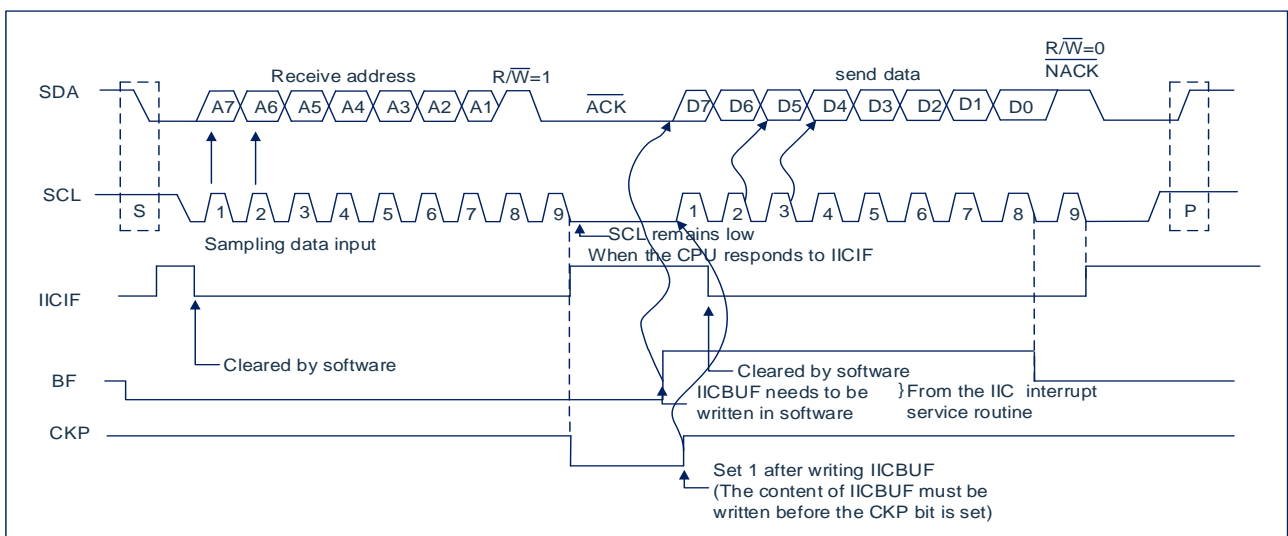 R/W=0
NACK
Receive address
R/W=1
send data
SDA
A7 A6 A5 A4 A3 A2 A1
ACK
D7 D6 D5 D4 D3 D2 D1 D0
SCL
S
1 2 3 4 5 6 7 8 9
1 2 3 4 5 6 7 8 9
P
Sampling data input
SCL remains low
When the CPU responds to IICIF
IICIF
Cleared by software
Cleared by software
BF
IICBUF needs to be
written in software
}From the IIC interrupt
service routine
CKP
Set 1 after writing IICBUF
(The content of IICBUF must be
written before the CKP bit is set)